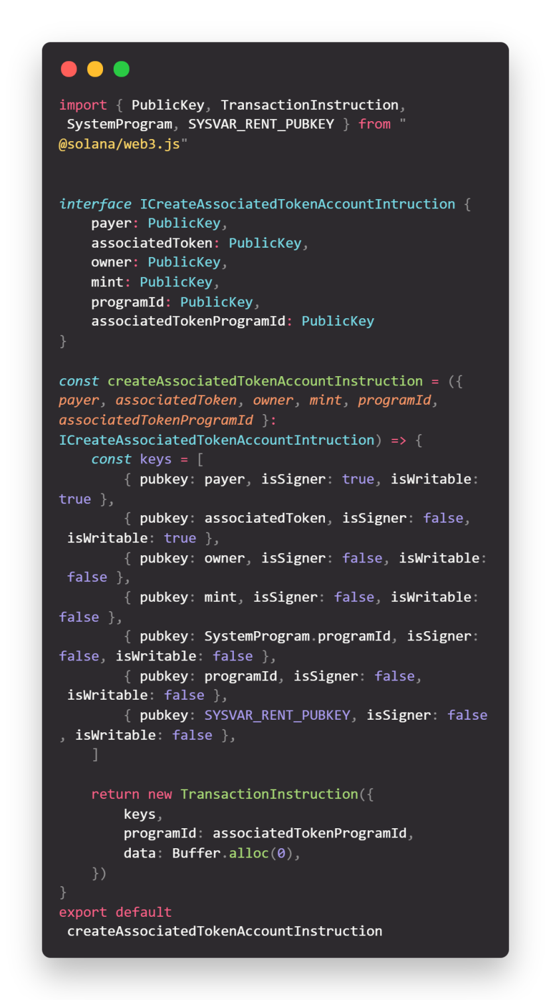 import { PublicKey, TransactionInstruction,
 SystemProgram, SYSVAR_RENT_PUBKEY } from "
@solana/web3.js"
interface ICreateAssociatedTokenAccountIntruction {
    payer: PublicKey,
    associatedToken: PublicKey,
    owner: PublicKey,
    mint: PublicKey,
    programId: PublicKey,
    associatedTokenProgramId: PublicKey
}
const createAssociatedTokenAccountInstruction = ({
payer, associatedToken, owner, mint, programId,
associatedTokenProgramId }:
ICreateAssociatedTokenAccountIntruction) => {
    const keys = [
        { pubkey: payer, isSigner: true, isWritable:
true },
        { pubkey: associatedToken, isSigner: false,
 isWritable: true },
        { pubkey: owner, isSigner: false, isWritable:
 false },
        { pubkey: mint, isSigner: false, isWritable:
false },
        { pubkey: SystemProgram.programId, isSigner:
false, isWritable: false },
        { pubkey: programId, isSigner: false,
 isWritable: false },
        { pubkey: SYSVAR_RENT_PUBKEY, isSigner: false
, isWritable: false },
    ]
    return new TransactionInstruction({
        keys,
        programId: associatedTokenProgramId,
        data: Buffer.alloc(0),
    })
}
export default
 createAssociatedTokenAccountInstruction